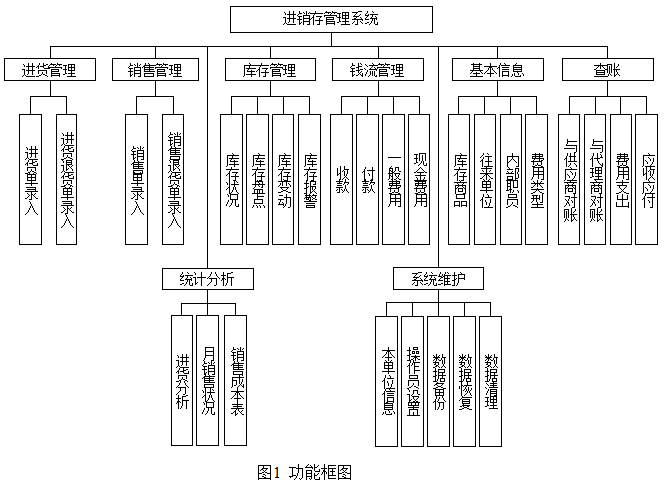 进销存管理系统
进货管理
销售管理
库存管理
钱流管理
基本信息
查账
进货单录入
进货退货单录入
销售单录入
销售退货单录入
库存状况
库存盘点
库存变动
库存报警
收款
付款
一般费用
现金费用
库存商品
往来单位
内部职员
费用类型
与供应商对账
与代理商对账
费用支出
应收应付
统计分析
系统维护
进货分析
月销售状况
销售成本表
本单位信息
操作员设置
数据备份
数据恢复
数据清理
图1 功能框图